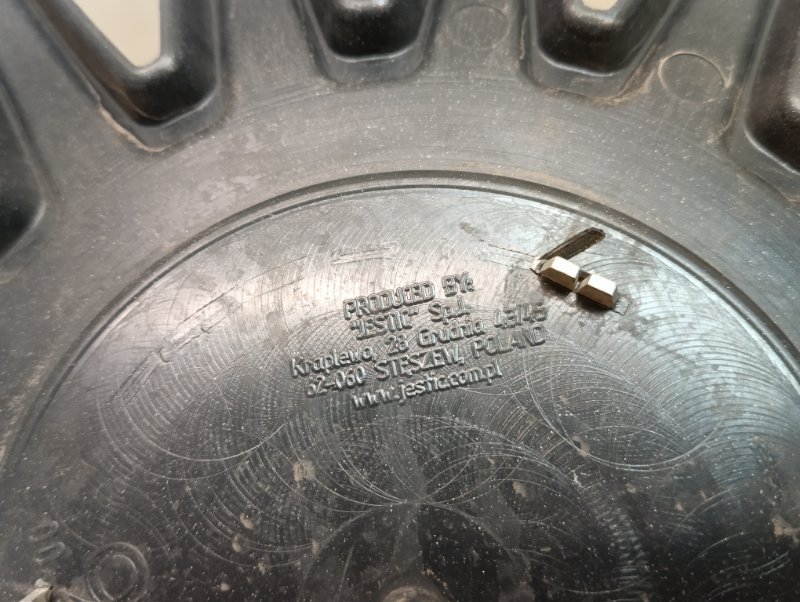 PRODUCED BY:
"JESTIC" Sp.J.
Krąplewo, 28 Grudnia 43/45
62-060 STĘSZEW, POLAND
www.jestic.com.pl